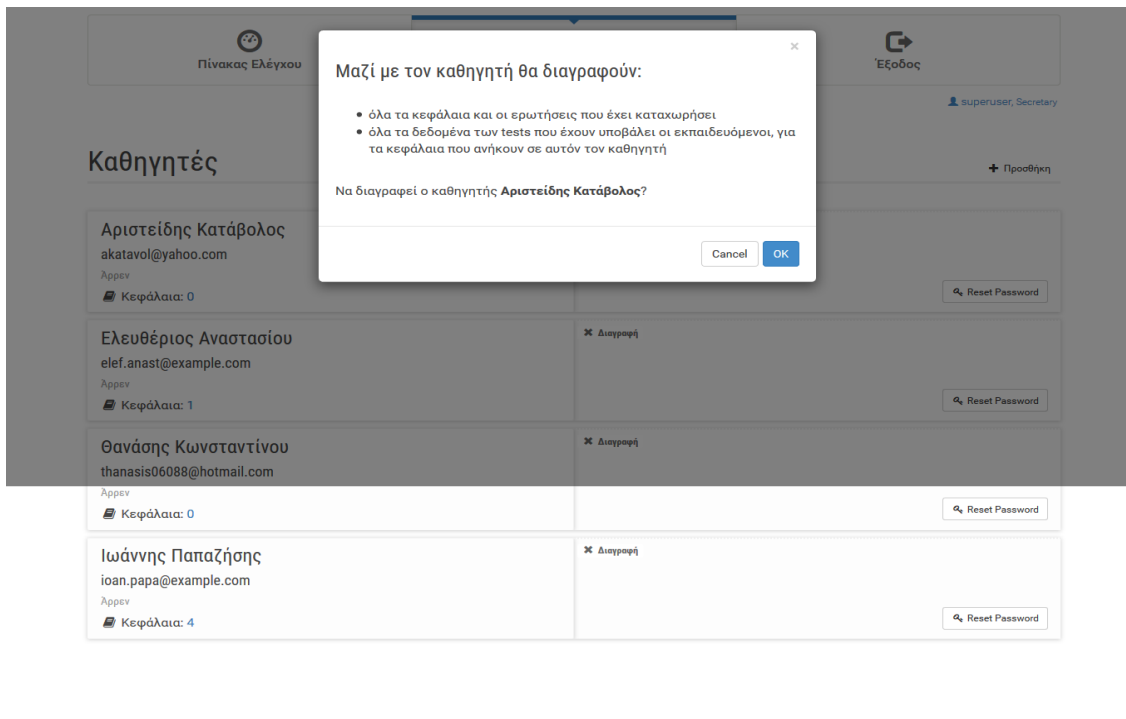 Πίνακας Ελέγχου
Έξοδος
superuser, Secretary
×
Μαζί με τον καθηγητή θα διαγραφούν:
όλα τα κεφάλαια και οι ερωτήσεις που έχει καταχωρήσει
όλα τα δεδομένα των tests που έχουν υποβάλει οι εκπαιδευόμενοι, για
τα κεφάλαια που ανήκουν σε αυτόν τον καθηγητή
Να διαγραφεί ο καθηγητής Αριστείδης Κατάβολος?
Cancel OK
Καθηγητές
Προσθήκη
Αριστείδης Κατάβολος
akatavol@yahoo.com
Άρρεν
Κεφάλαια: 0
Reset Password
Ελευθέριος Αναστασίου
Διαγραφή
elef.anast@example.com
Άρρεν
Κεφάλαια: 1
Reset Password
Θανάσης Κωνσταντίνου
Διαγραφή
thanasis06088@hotmail.com
Άρρεν
Κεφάλαια: 0
Reset Password
Ιωάννης Παπαζήσης
Διαγραφή
ioan.papa@example.com
Άρρεν
Κεφάλαια: 4
Reset Password